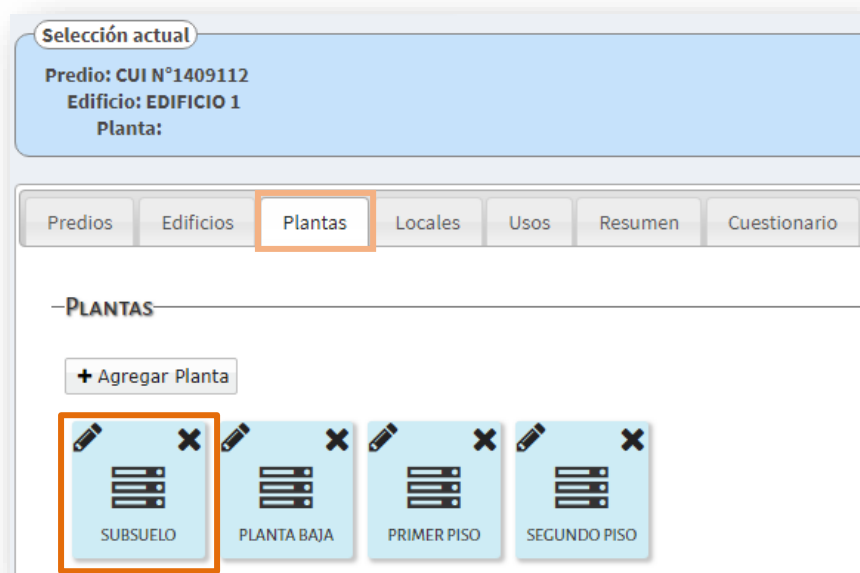 Selección actual
Predio: CUI N°1409112
Edificio: EDIFICIO 1
Planta:
Predios Edificios Plantas Locales Usos Resumen Cuestionario
PLANTAS
+ Agregar Planta
SUBSUELO PLANTA BAJA PRIMER PISO SEGUNDO PISO